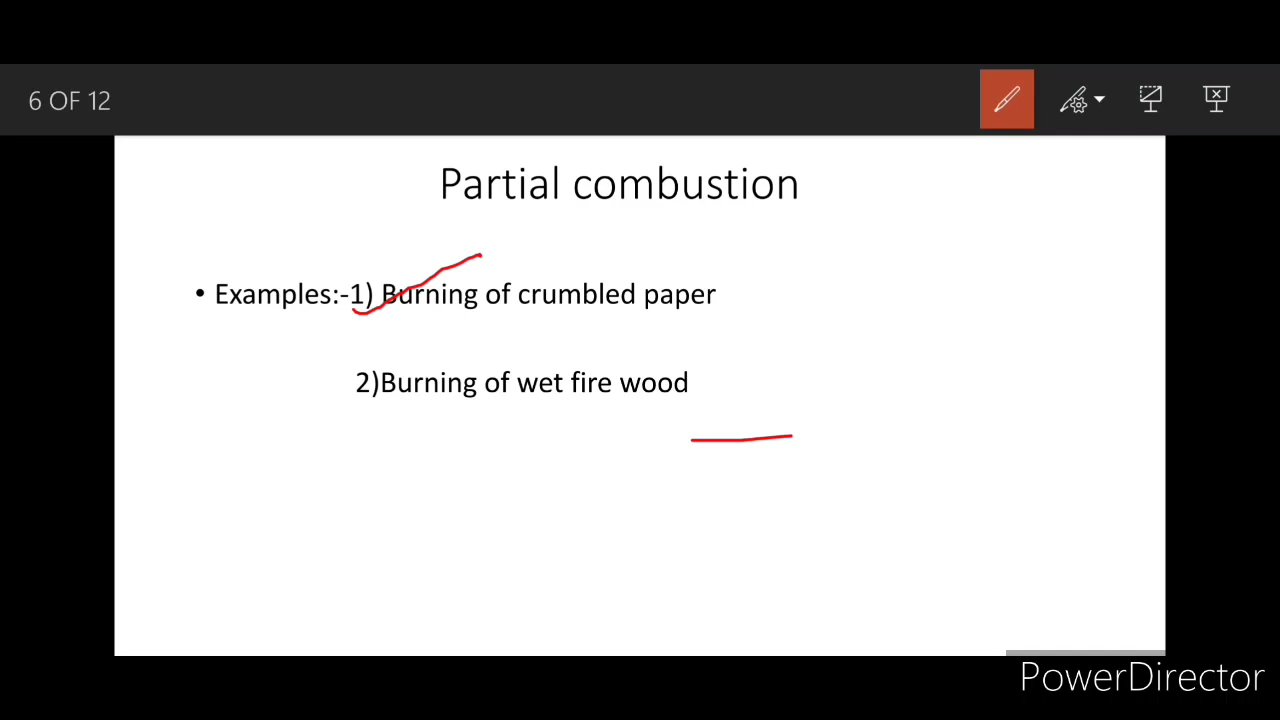 6 OF 12
Partial combustion
• Examples:-1) Burning of crumbled paper
2)Burning of wet fire wood
PowerDirector